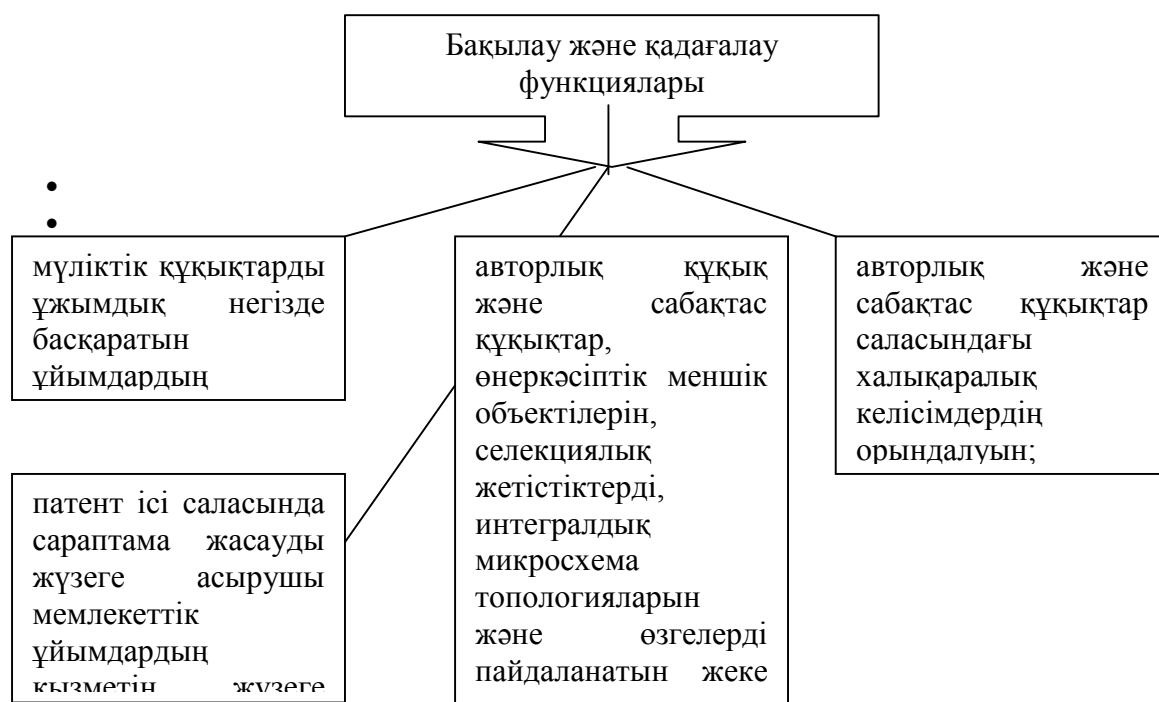 Бақылау және қадағалау
функциялары
•
•
мүліктік құқықтарды
ұжымдық негізде
басқаратын
ұйымдардың
авторлық құқық
және сабақтас
құқықтар,
өнеркәсіптік меншік
объектілерін,
селекциялық
жетістіктерді,
интегралдық
микросхема
топологияларын
және өзгелерді
пайдаланатын жеке
авторлық және
сабақтас құқықтар
саласындағы
халықаралық
келісімдердің
орындалуын;
патент ісі саласында
сараптама жасауды
жүзеге асырушы
мемлекеттік
ұйымдардың
қызметін жүзеге